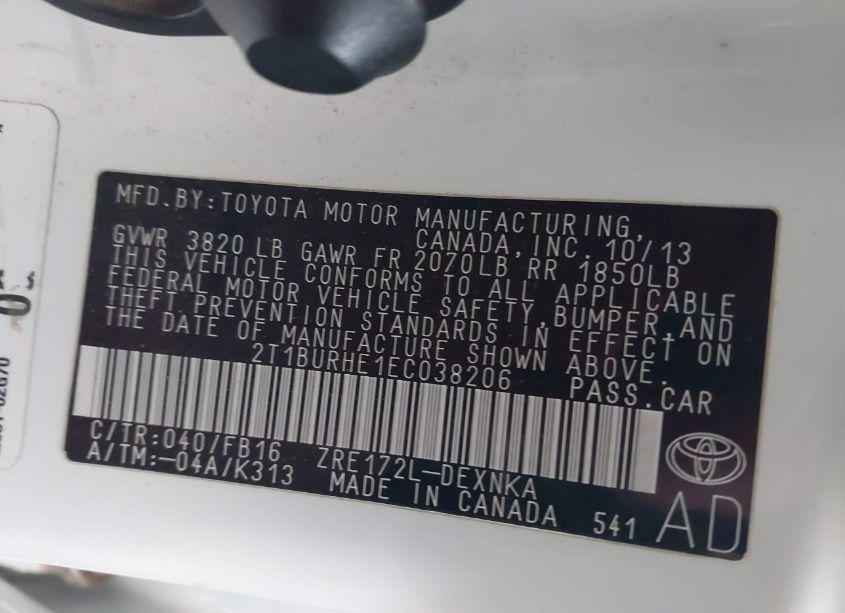 MFD.BY:TOYOTA MOTOR MANUFACTURING,
CANADA, INC. 10/13
GVWR 3820 LB GAWR FR 2070LB RR 1850LB
THIS VEHICLE CONFORMS TO ALL APPLICABLE
FEDERAL MOTOR VEHICLE SAFETY, BUMPER AND
THEFT PREVENTION STANDARDS IN EFFECT ON
THE DATE OF MANUFACTURE SHOWN ABOVE.
2T1BURHE1EC038206 PASS.CAR
C/TR:040/FB16 ZRE172L-DEXNKA
A/TM:-04A/K313 MADE IN CANADA 541 AD